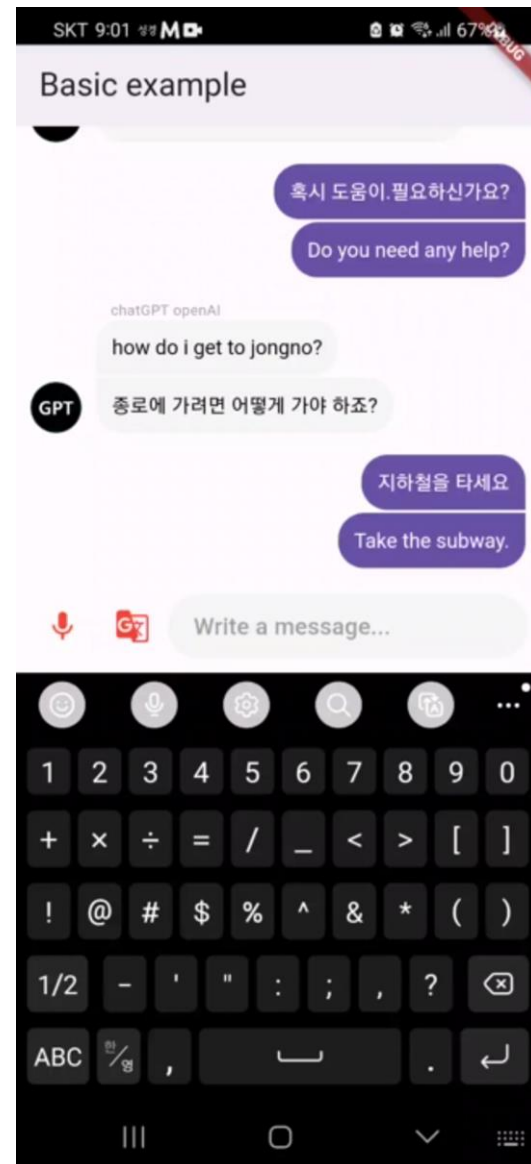 SKT 9:01 성경 M
67%
DEBUG
Basic example
혹시 도움이.필요하신가요?
Do you need any help?
chatGPT openAI
how do i get to jongno?
GPT
종로에 가려면 어떻게 가야 하죠?
지하철을 타세요
Take the subway.
Write a message...
1 2 3 4 5 6 7 8 9 0
+ × ÷ = / _ < > [ ]
! @ # $ % ^ & * ( )
1/2 - ' " : ; , ?
ABC 한/영 , .